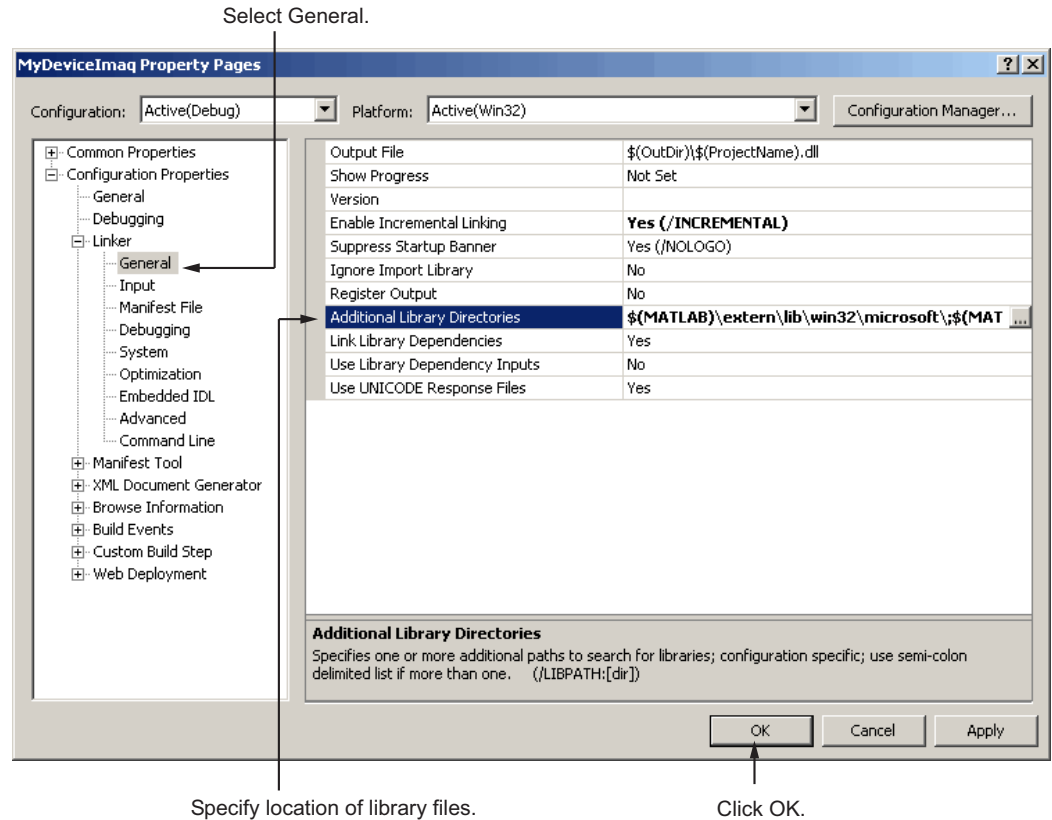 Select General.
MyDeviceImaq Property Pages
Configuration: Active(Debug) Platform: Active(Win32) Configuration Manager...
Common Properties
Configuration Properties
General
Debugging
Linker
General
Input
Manifest File
Debugging
System
Optimization
Embedded IDL
Advanced
Command Line
Manifest Tool
XML Document Generator
Browse Information
Build Events
Custom Build Step
Web Deployment
Output File $(OutDir)\$(ProjectName).dll
Show Progress Not Set
Version
Enable Incremental Linking Yes (/INCREMENTAL)
Suppress Startup Banner Yes (/NOLOGO)
Ignore Import Library No
Register Output No
Additional Library Directories $(MATLAB)\extern\lib\win32\microsoft\;$(MAT ...
Link Library Dependencies Yes
Use Library Dependency Inputs No
Use UNICODE Response Files Yes
Additional Library Directories
Specifies one or more additional paths to search for libraries; configuration specific; use semi-colon
delimited list if more than one. (/LIBPATH:[dir])
OK Cancel Apply
Specify location of library files. Click OK.